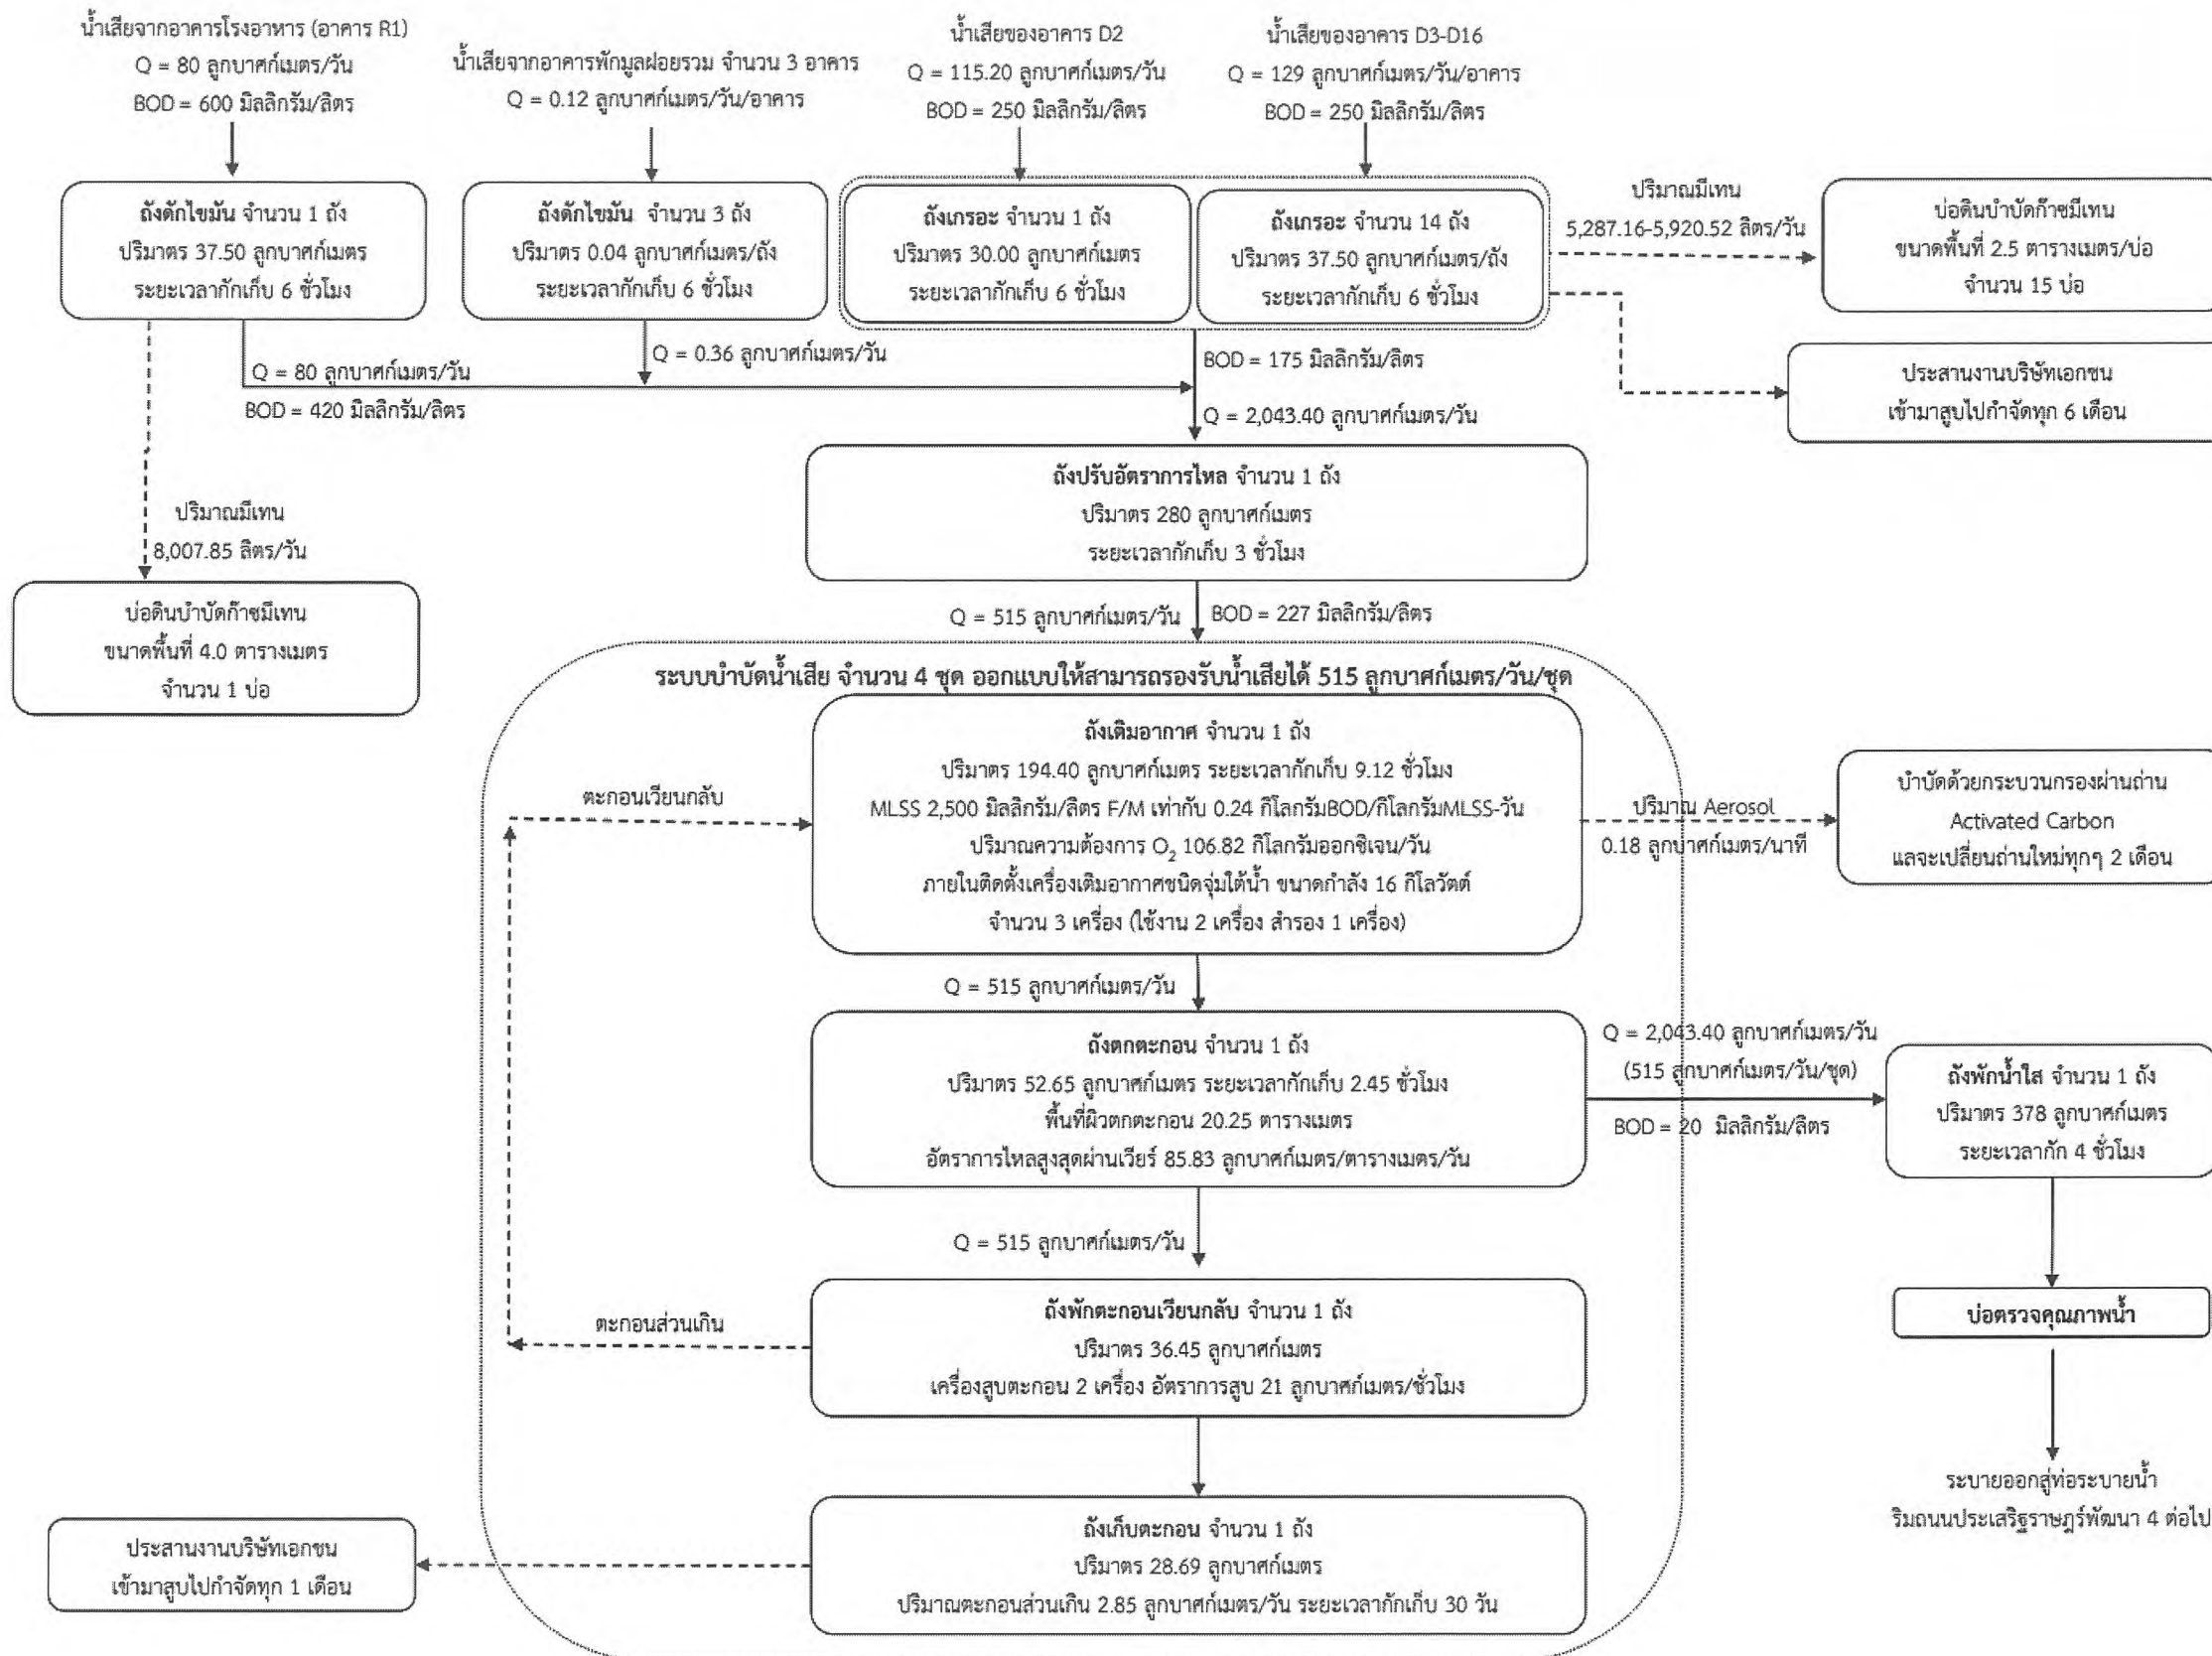 น้ำเสียจากอาคารโรงอาหาร (อาคาร R1)
Q = 80 ลูกบาศก์เมตร/วัน
BOD = 600 มิลลิกรัม/ลิตร
น้ำเสียจากอาคารพักมูลฝอยรวม จำนวน 3 อาคาร
Q = 0.12 ลูกบาศก์เมตร/วัน/อาคาร
น้ำเสียของอาคาร D2
Q = 115.20 ลูกบาศก์เมตร/วัน
BOD = 250 มิลลิกรัม/ลิตร
น้ำเสียของอาคาร D3-D16
Q = 129 ลูกบาศก์เมตร/วัน/อาคาร
BOD = 250 มิลลิกรัม/ลิตร
ถังดักไขมัน จำนวน 1 ถัง
ปริมาตร 37.50 ลูกบาศก์เมตร
ระยะเวลากักเก็บ 6 ชั่วโมง
ถังดักไขมัน จำนวน 3 ถัง
ปริมาตร 0.04 ลูกบาศก์เมตร/ถัง
ระยะเวลากักเก็บ 6 ชั่วโมง
ถังเกรอะ จำนวน 1 ถัง
ปริมาตร 30.00 ลูกบาศก์เมตร
ระยะเวลากักเก็บ 6 ชั่วโมง
ถังเกรอะ จำนวน 14 ถัง
ปริมาตร 37.50 ลูกบาศก์เมตร/ถัง
ระยะเวลากักเก็บ 6 ชั่วโมง
ปริมาณมีเทน
5,287.16-5,920.52 ลิตร/วัน
บ่อดินบำบัดก๊าซมีเทน
ขนาดพื้นที่ 2.5 ตารางเมตร/บ่อ
จำนวน 15 บ่อ
Q = 80 ลูกบาศก์เมตร/วัน
BOD = 420 มิลลิกรัม/ลิตร
Q = 0.36 ลูกบาศก์เมตร/วัน
BOD = 175 มิลลิกรัม/ลิตร
Q = 2,043.40 ลูกบาศก์เมตร/วัน
ประสานงานบริษัทเอกชน
เข้ามาสูบไปกำจัดทุก 6 เดือน
ปริมาณมีเทน
8,007.85 ลิตร/วัน
ถังปรับอัตราการไหล จำนวน 1 ถัง
ปริมาตร 280 ลูกบาศก์เมตร
ระยะเวลากักเก็บ 3 ชั่วโมง
บ่อดินบำบัดก๊าซมีเทน
ขนาดพื้นที่ 4.0 ตารางเมตร
จำนวน 1 บ่อ
Q = 515 ลูกบาศก์เมตร/วัน
BOD = 227 มิลลิกรัม/ลิตร
ระบบบำบัดน้ำเสีย จำนวน 4 ชุด ออกแบบให้สามารถรองรับน้ำเสียได้ 515 ลูกบาศก์เมตร/วัน/ชุด
ถังเติมอากาศ จำนวน 1 ถัง
ปริมาตร 194.40 ลูกบาศก์เมตร ระยะเวลากักเก็บ 9.12 ชั่วโมง
MLSS 2,500 มิลลิกรัม/ลิตร F/M เท่ากับ 0.24 กิโลกรัมBOD/กิโลกรัมMLSS-วัน
ปริมาณความต้องการ O₂ 106.82 กิโลกรัมออกซิเจน/วัน
ภายในติดตั้งเครื่องเติมอากาศชนิดจุ่มใต้น้ำ ขนาดกำลัง 16 กิโลวัตต์
จำนวน 3 เครื่อง (ใช้งาน 2 เครื่อง สำรอง 1 เครื่อง)
ตะกอนเวียนกลับ
ปริมาณ Aerosol
0.18 ลูกบาศก์เมตร/นาที
บำบัดด้วยกระบวนกรองผ่านถ่าน
Activated Carbon
แลจะเปลี่ยนถ่านใหม่ทุกๆ 2 เดือน
Q = 515 ลูกบาศก์เมตร/วัน
ถังตกตะกอน จำนวน 1 ถัง
ปริมาตร 52.65 ลูกบาศก์เมตร ระยะเวลากักเก็บ 2.45 ชั่วโมง
พื้นที่ผิวตกตะกอน 20.25 ตารางเมตร
อัตราการไหลสูงสุดผ่านเวียร์ 85.83 ลูกบาศก์เมตร/ตารางเมตร/วัน
Q = 2,043.40 ลูกบาศก์เมตร/วัน
(515 ลูกบาศก์เมตร/วัน/ชุด)
BOD = 20 มิลลิกรัม/ลิตร
ถังพักน้ำใส จำนวน 1 ถัง
ปริมาตร 378 ลูกบาศก์เมตร
ระยะเวลากัก 4 ชั่วโมง
Q = 515 ลูกบาศก์เมตร/วัน
ตะกอนส่วนเกิน
ถังพักตะกอนเวียนกลับ จำนวน 1 ถัง
ปริมาตร 36.45 ลูกบาศก์เมตร
เครื่องสูบตะกอน 2 เครื่อง อัตราการสูบ 21 ลูกบาศก์เมตร/ชั่วโมง
บ่อตรวจคุณภาพน้ำ
ระบายออกสู่ท่อระบายน้ำ
ริมถนนประเสริฐราษฎร์พัฒนา 4 ต่อไป
ถังเก็บตะกอน จำนวน 1 ถัง
ปริมาตร 28.69 ลูกบาศก์เมตร
ปริมาณตะกอนส่วนเกิน 2.85 ลูกบาศก์เมตร/วัน ระยะเวลากักเก็บ 30 วัน
ประสานงานบริษัทเอกชน
เข้ามาสูบไปกำจัดทุก 1 เดือน